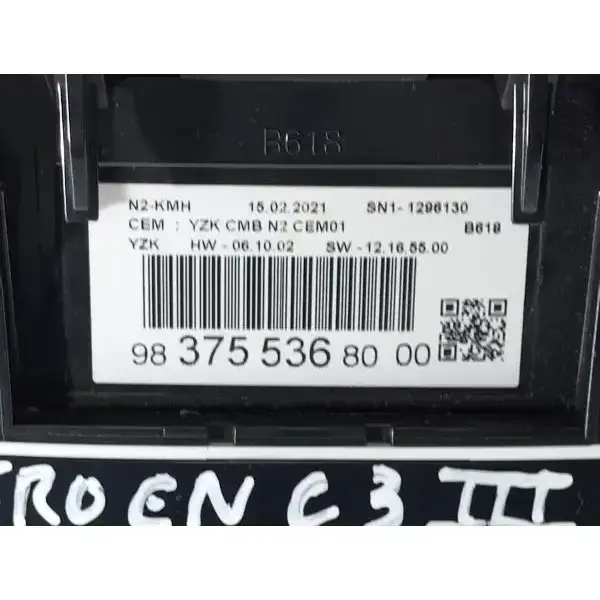 B618
N2-KMH 15.02.2021 SN1-1296130
CEM : YZK CMB N2 CEM01 B618
YZK HW - 06.10.02 SW - 12.16.55.00
98 375 536 80 00
TROEN C3 III